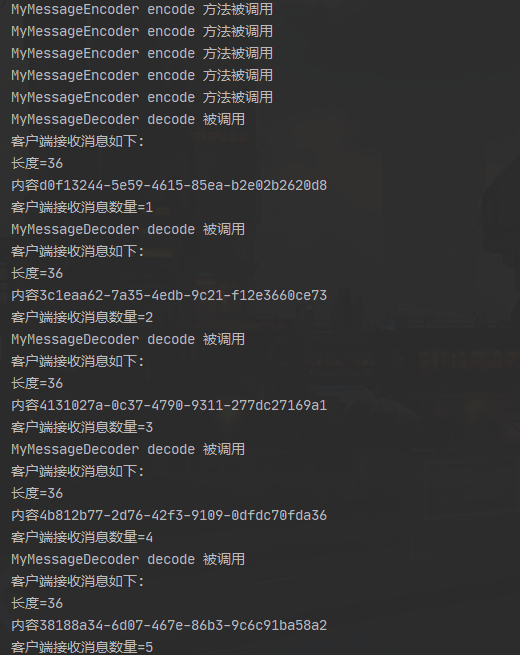 MyMessageEncoder encode 方法被调用
MyMessageEncoder encode 方法被调用
MyMessageEncoder encode 方法被调用
MyMessageEncoder encode 方法被调用
MyMessageEncoder encode 方法被调用
MyMessageDecoder decode 被调用
客户端接收消息如下:
长度=36
内容d0f13244-5e59-4615-85ea-b2e02b2620d8
客户端接收消息数量=1
MyMessageDecoder decode 被调用
客户端接收消息如下:
长度=36
内容3c1eaa62-7a35-4edb-9c21-f12e3660ce73
客户端接收消息数量=2
MyMessageDecoder decode 被调用
客户端接收消息如下:
长度=36
内容4131027a-0c37-4790-9311-277dc27169a1
客户端接收消息数量=3
MyMessageDecoder decode 被调用
客户端接收消息如下:
长度=36
内容4b812b77-2d76-42f3-9109-0dfdc70fda36
客户端接收消息数量=4
MyMessageDecoder decode 被调用
客户端接收消息如下:
长度=36
内容38188a34-6d07-467e-86b3-9c6c91ba58a2
客户端接收消息数量=5